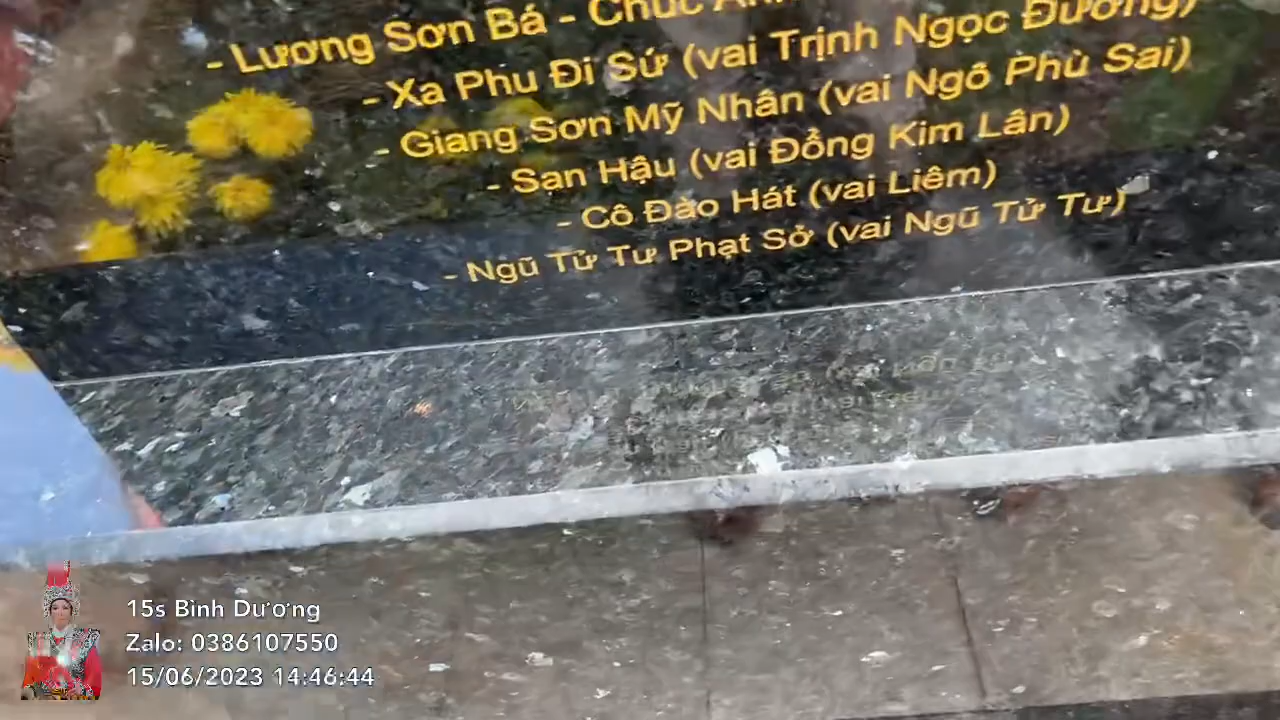 - Lương Sơn Bá - Chúc
- Xa Phu Đi Sứ (vai Trịnh Ngọc Đường)
- Giang Sơn Mỹ Nhân (vai Ngô Phù Sai)
- San Hậu (vai Đổng Kim Lân)
- Cô Đào Hát (vai Liêm)
- Ngũ Tử Tư Phạt Sở (vai Ngũ Tử Tư)
15s Bình Dương
Zalo: 0386107550
15/06/2023 14:46:44